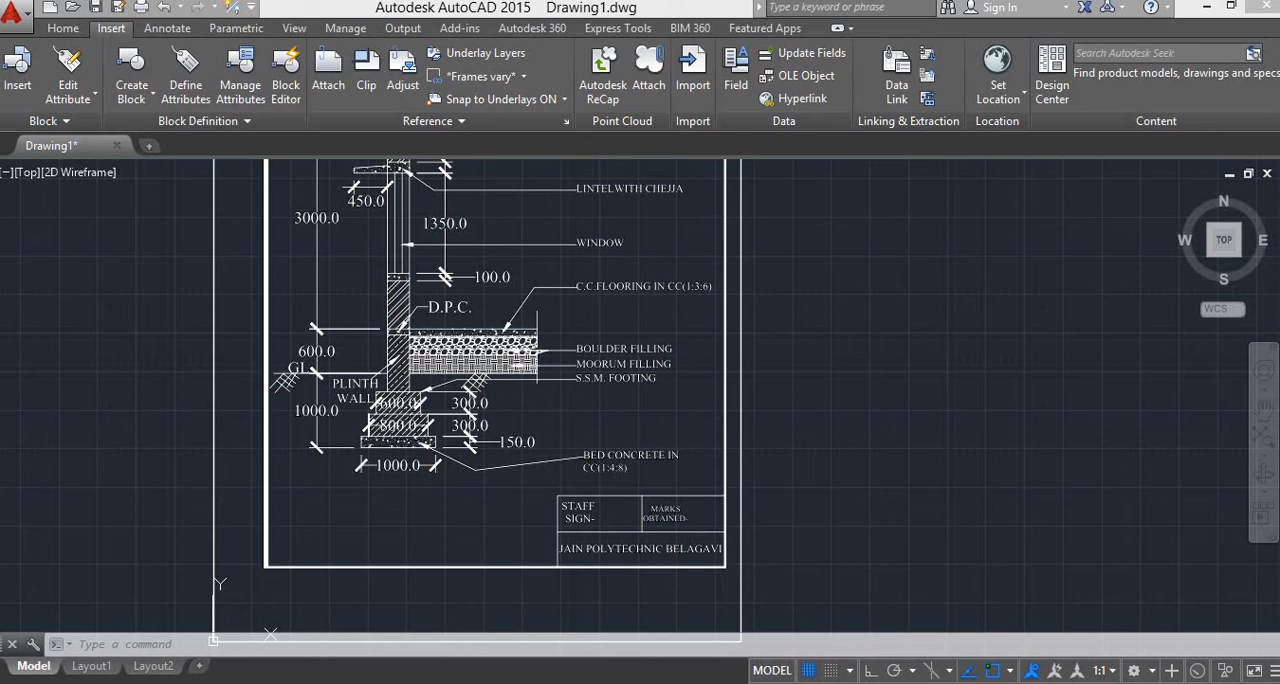 Autodesk AutoCAD 2015 Drawing1.dwg
Type a keyword or phrase
Sign In
Home Insert Annotate Parametric View Manage Output Add-ins Autodesk 360 Express Tools BIM 360 Featured Apps
Insert
Edit Attribute
Create Block
Define Attributes
Manage Attributes
Block Editor
Attach
Clip
Adjust
Underlay Layers
*Frames vary*
Snap to Underlays ON
Autodesk ReCap
Attach
Import
Field
Update Fields
OLE Object
Hyperlink
Data Link
Set Location
Design Center
Search Autodesk Seek
Find product models, drawings and specs
Block Block Definition Reference Point Cloud Import Data Linking & Extraction Location Content
Drawing1*
[−][Top][2D Wireframe]
N
W TOP E
S
WCS
LINTELWITH CHEJJA
450.0
3000.0
1350.0
WINDOW
100.0
C.C.FLOORING IN CC(1:3:6)
D.P.C.
600.0
BOULDER FILLING
GL
MOORUM FILLING
PLINTH
WALL
S.S.M. FOOTING
600.0
300.0
1000.0
800.0
300.0
150.0
1000.0
BED CONCRETE IN
CC(1:4:8)
STAFF
SIGN-
MARKS
OBTAINED-
JAIN POLYTECHNIC BELAGAVI
Y
X
Type a command
Model Layout1 Layout2
MODEL
1:1